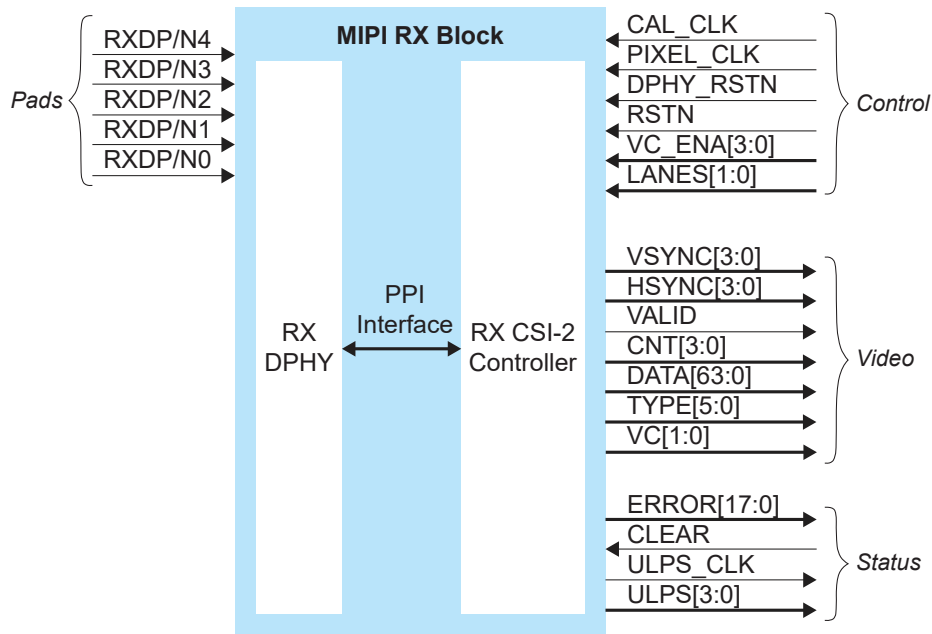 MIPI RX Block
Pads
RXDP/N4
RXDP/N3
RXDP/N2
RXDP/N1
RXDP/N0
RX
DPHY
PPI
Interface
RX CSI-2
Controller
CAL_CLK
PIXEL_CLK
DPHY_RSTN
RSTN
VC_ENA[3:0]
LANES[1:0]
Control
VSYNC[3:0]
HSYNC[3:0]
VALID
CNT[3:0]
DATA[63:0]
TYPE[5:0]
VC[1:0]
Video
ERROR[17:0]
CLEAR
ULPS_CLK
ULPS[3:0]
Status